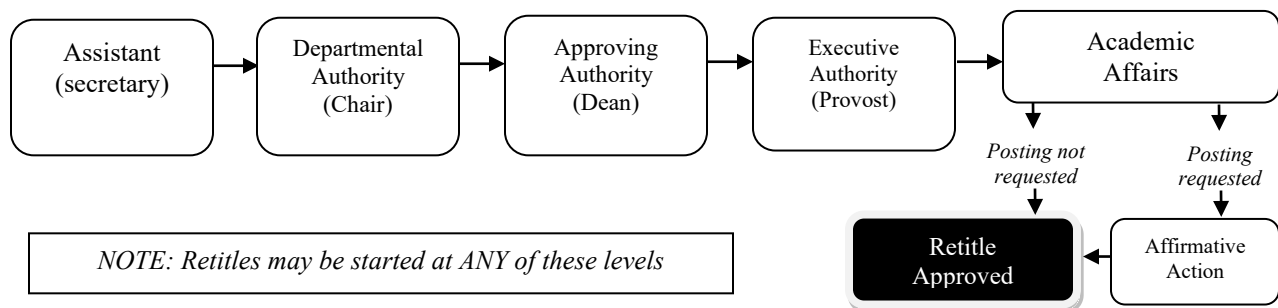 Assistant
(secretary)
Departmental
Authority
(Chair)
Approving
Authority
(Dean)
Executive
Authority
(Provost)
Academic
Affairs
Posting not
requested
Posting
requested
NOTE: Retitles may be started at ANY of these levels
Retitle
Approved
Affirmative
Action